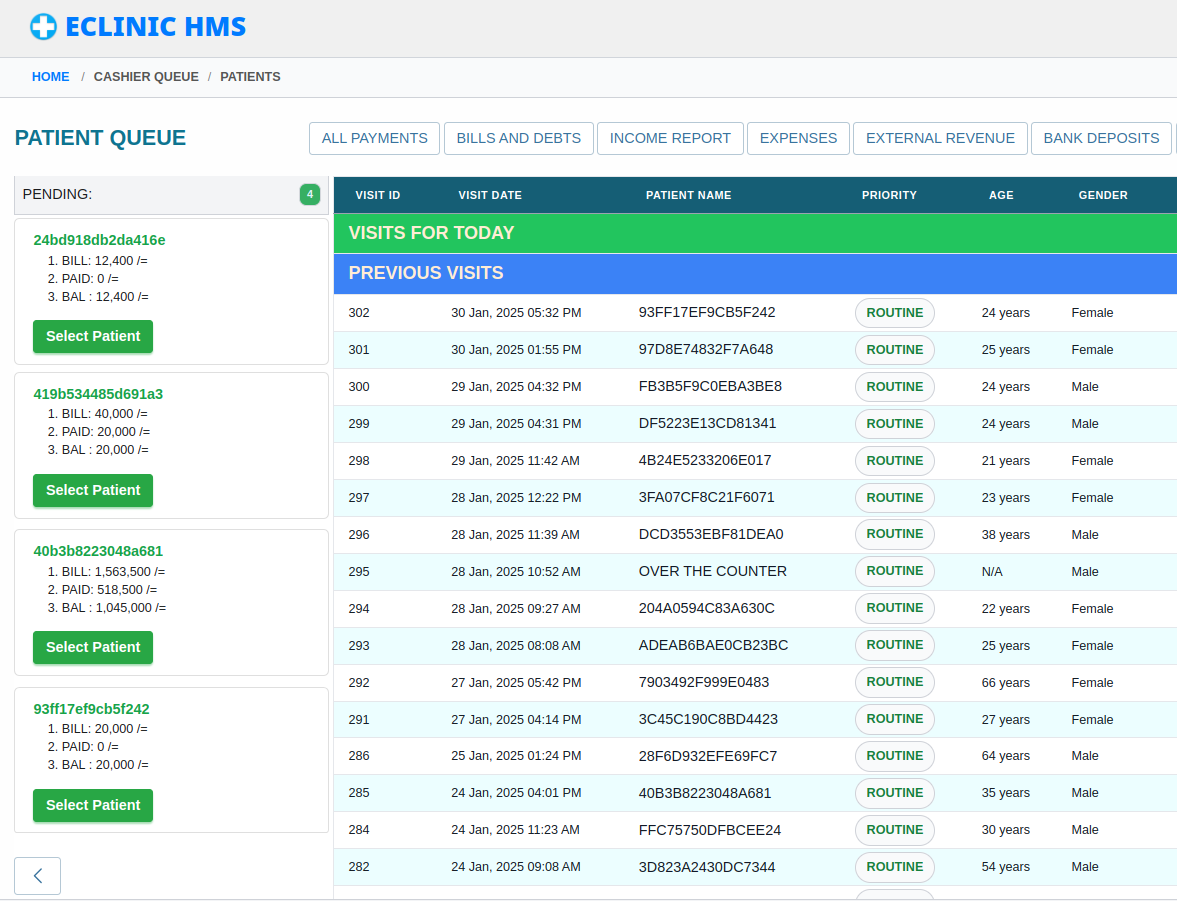 ECLINIC HMS
HOME / CASHIER QUEUE / PATIENTS
PATIENT QUEUE
ALL PAYMENTS BILLS AND DEBTS INCOME REPORT EXPENSES EXTERNAL REVENUE BANK DEPOSITS
PENDING: 4
24bd918db2da416e
1. BILL: 12,400 /=
2. PAID: 0 /=
3. BAL : 12,400 /=
Select Patient
419b534485d691a3
1. BILL: 40,000 /=
2. PAID: 20,000 /=
3. BAL : 20,000 /=
Select Patient
40b3b8223048a681
1. BILL: 1,563,500 /=
2. PAID: 518,500 /=
3. BAL : 1,045,000 /=
Select Patient
93ff17ef9cb5f242
1. BILL: 20,000 /=
2. PAID: 0 /=
3. BAL : 20,000 /=
Select Patient
VISIT ID VISIT DATE PATIENT NAME PRIORITY AGE GENDER
VISITS FOR TODAY
PREVIOUS VISITS
302 30 Jan, 2025 05:32 PM 93FF17EF9CB5F242 ROUTINE 24 years Female
301 30 Jan, 2025 01:55 PM 97D8E74832F7A648 ROUTINE 25 years Female
300 29 Jan, 2025 04:32 PM FB3B5F9C0EBA3BE8 ROUTINE 24 years Male
299 29 Jan, 2025 04:31 PM DF5223E13CD81341 ROUTINE 24 years Male
298 29 Jan, 2025 11:42 AM 4B24E5233206E017 ROUTINE 21 years Female
297 28 Jan, 2025 12:22 PM 3FA07CF8C21F6071 ROUTINE 23 years Female
296 28 Jan, 2025 11:39 AM DCD3553EBF81DEA0 ROUTINE 38 years Male
295 28 Jan, 2025 10:52 AM OVER THE COUNTER ROUTINE N/A Male
294 28 Jan, 2025 09:27 AM 204A0594C83A630C ROUTINE 22 years Female
293 28 Jan, 2025 08:08 AM ADEAB6BAE0CB23BC ROUTINE 25 years Female
292 27 Jan, 2025 05:42 PM 7903492F999E0483 ROUTINE 66 years Female
291 27 Jan, 2025 04:14 PM 3C45C190C8BD4423 ROUTINE 27 years Female
286 25 Jan, 2025 01:24 PM 28F6D932EFE69FC7 ROUTINE 64 years Male
285 24 Jan, 2025 04:01 PM 40B3B8223048A681 ROUTINE 35 years Male
284 24 Jan, 2025 11:23 AM FFC75750DFBCEE24 ROUTINE 30 years Male
282 24 Jan, 2025 09:08 AM 3D823A2430DC7344 ROUTINE 54 years Male